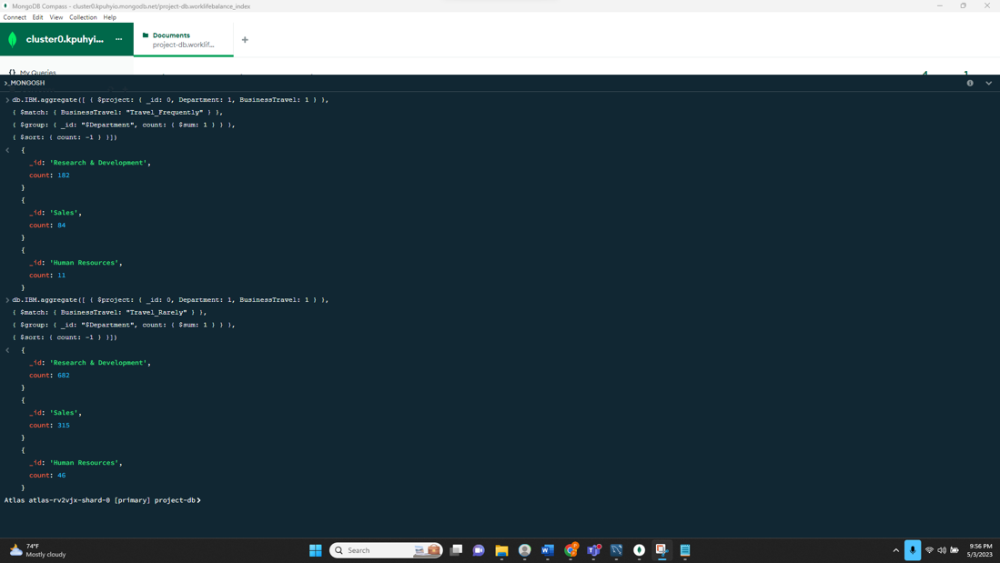 MongoDB Compass - cluster0.kpuhyio.mongodb.net/project-db.worklifebalance_index
Connect Edit View Collection Help
cluster0.kpuhyi... ...
Documents
project-db.worklif...
+
{} My Queries
>_MONGOSH
db.IBM.aggregate([ { $project: { _id: 0, Department: 1, BusinessTravel: 1 } },
{ $match: { BusinessTravel: "Travel_Frequently" } },
{ $group: { _id: "$Department", count: { $sum: 1 } } },
{ $sort: { count: -1 } }])
{
_id: 'Research & Development',
count: 182
}
{
_id: 'Sales',
count: 84
}
{
_id: 'Human Resources',
count: 11
}
db.IBM.aggregate([ { $project: { _id: 0, Department: 1, BusinessTravel: 1 } },
{ $match: { BusinessTravel: "Travel_Rarely" } },
{ $group: { _id: "$Department", count: { $sum: 1 } } },
{ $sort: { count: -1 } }])
{
_id: 'Research & Development',
count: 682
}
{
_id: 'Sales',
count: 315
}
{
_id: 'Human Resources',
count: 46
}
Atlas atlas-rv2vjx-shard-0 [primary] project-db>
74°F
Mostly cloudy
Search
9:56 PM
5/3/2023